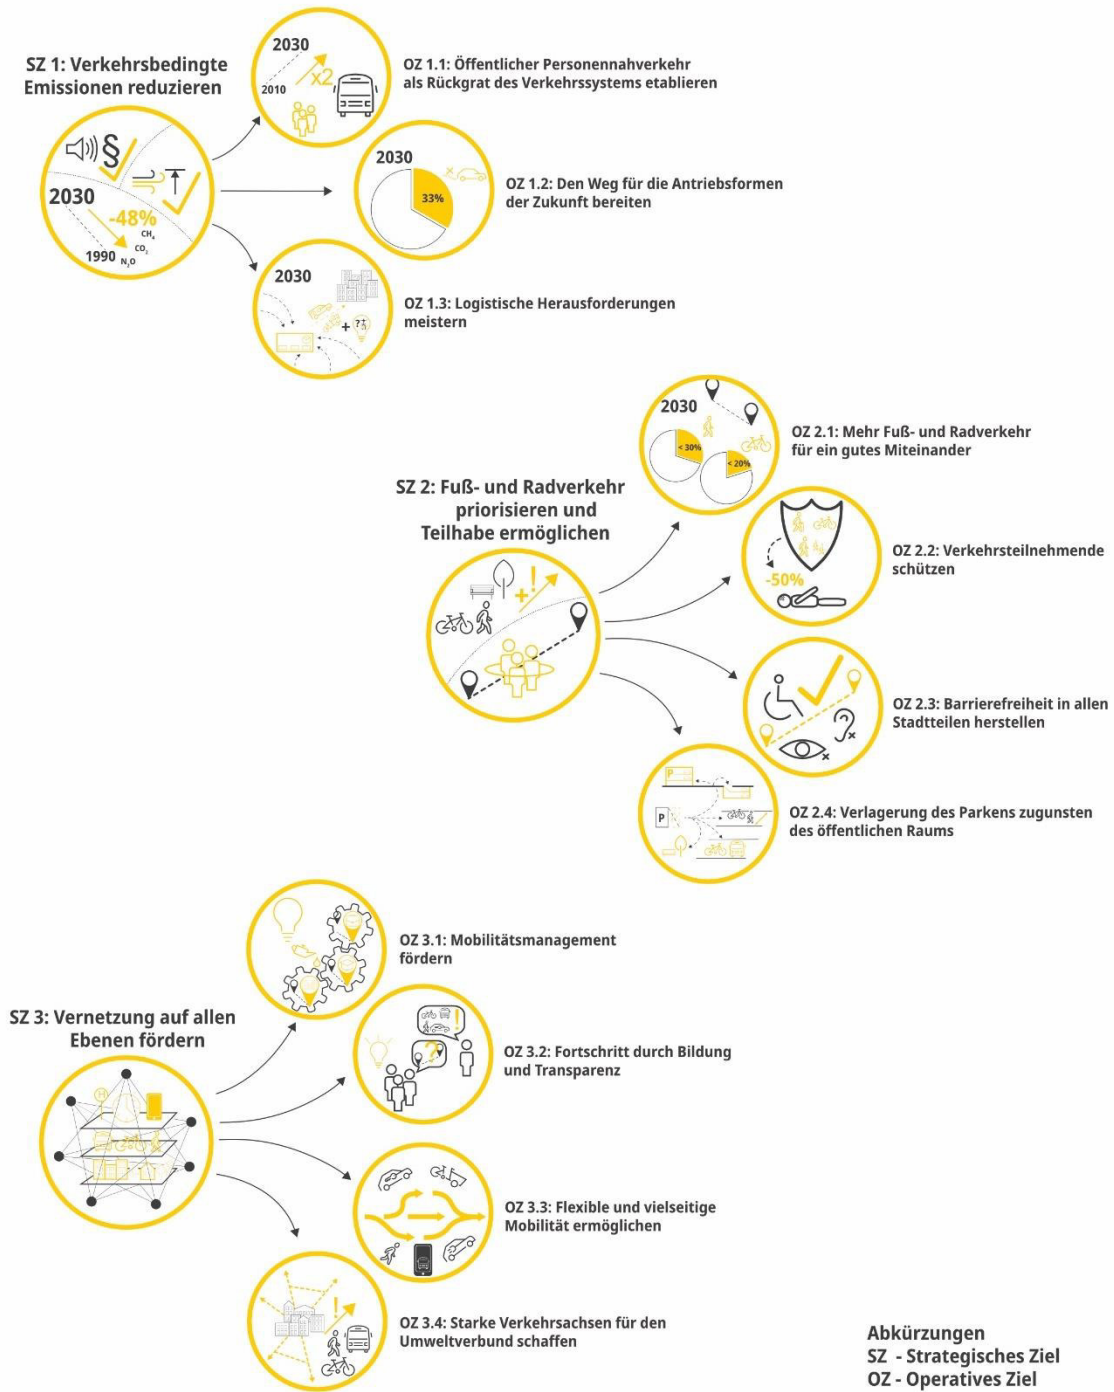 SZ 1: Verkehrsbedingte
Emissionen reduzieren
§
2030
-48%
CH4
CO2
N2O
1990
2030
x2
2010
OZ 1.1: Öffentlicher Personennahverkehr
als Rückgrat des Verkehrssystems etablieren
2030
33%
OZ 1.2: Den Weg für die Antriebsformen
der Zukunft bereiten
2030
+
OZ 1.3: Logistische Herausforderungen
meistern
SZ 2: Fuß- und Radverkehr
priorisieren und
Teilhabe ermöglichen
+!
2030
< 30%
< 20%
OZ 2.1: Mehr Fuß- und Radverkehr
für ein gutes Miteinander
-50%
OZ 2.2: Verkehrsteilnehmende
schützen
OZ 2.3: Barrierefreiheit in allen
Stadtteilen herstellen
P
P
OZ 2.4: Verlagerung des Parkens zugunsten
des öffentlichen Raums
SZ 3: Vernetzung auf allen
Ebenen fördern
H
OZ 3.1: Mobilitätsmanagement
fördern
!
?
OZ 3.2: Fortschritt durch Bildung
und Transparenz
OZ 3.3: Flexible und vielseitige
Mobilität ermöglichen
!
OZ 3.4: Starke Verkehrsachsen für den
Umweltverbund schaffen
Abkürzungen
SZ - Strategisches Ziel
OZ - Operatives Ziel